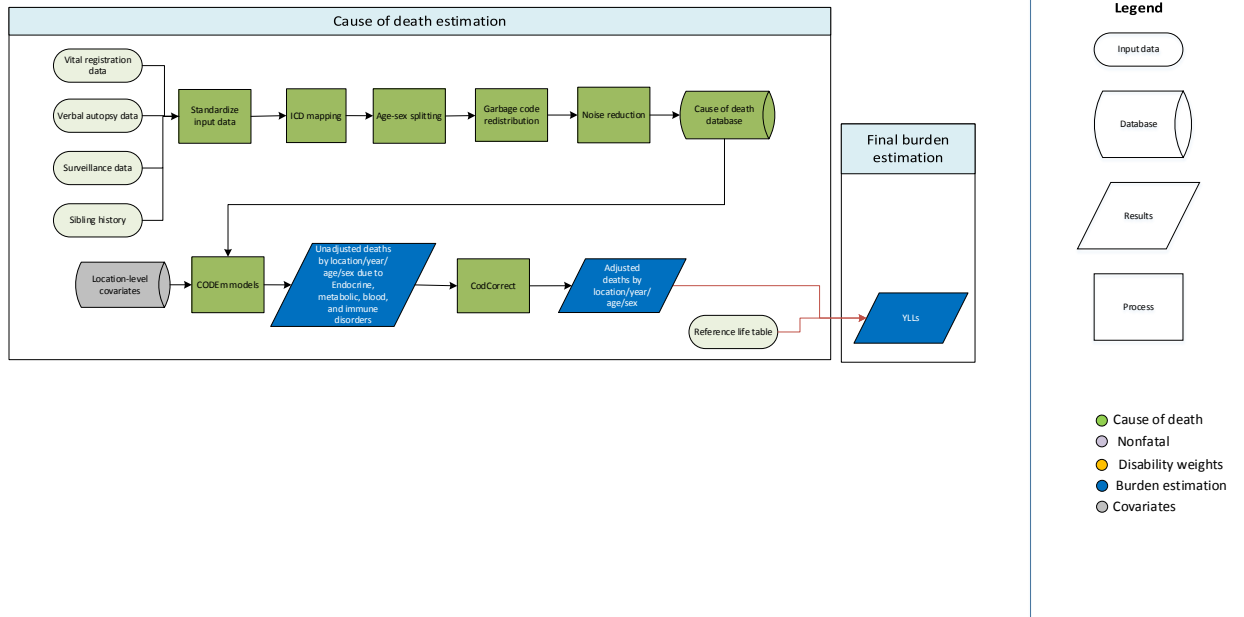 Cause of death estimation
Vital registration
data
Verbal autopsy data
Surveillance data
Sibling history
Standardize
input data
ICD mapping
Age-sex splitting
Garbage code
redistribution
Noise reduction
Cause of death
database
Location-level
covariates
CODEm models
Unadjusted deaths
by location/year/
age/sex due to
Endocrine,
metabolic, blood,
and immune
disorders
CodCorrect
Adjusted
deaths by
location/year/
age/sex
Reference life table
Final burden
estimation
YLLs
Legend
Input data
Database
Results
Process
Cause of death
Nonfatal
Disability weights
Burden estimation
Covariates